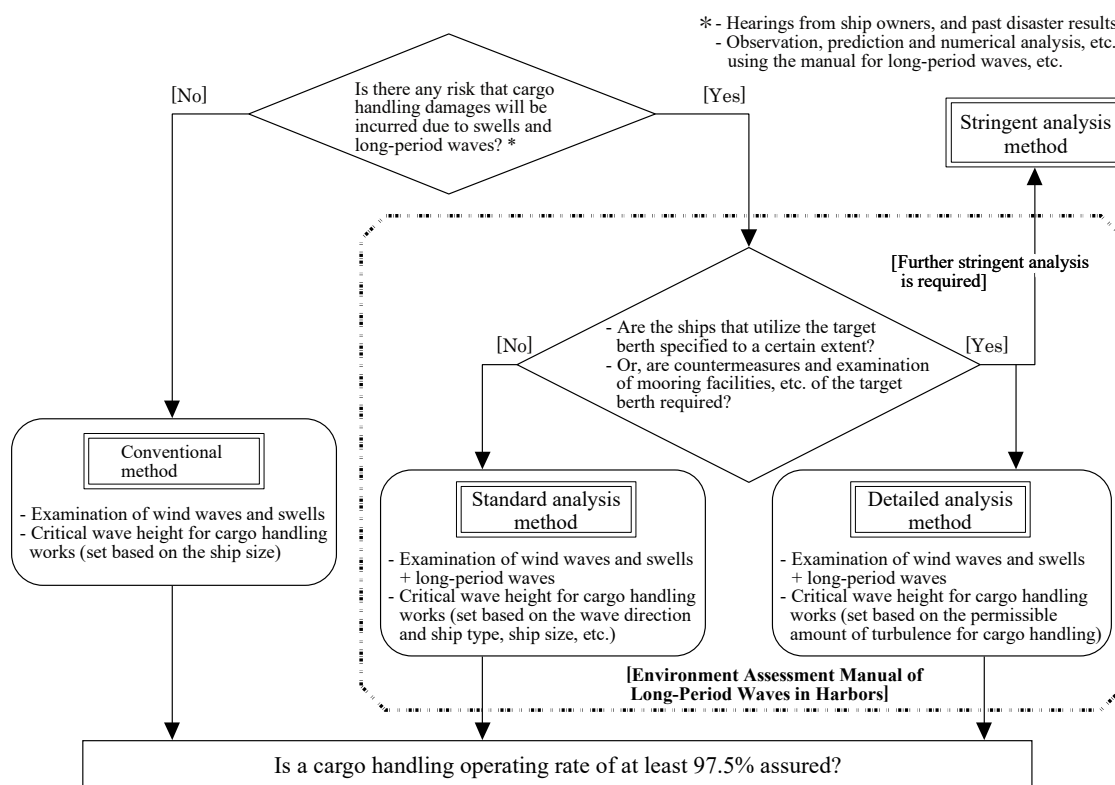 * - Hearings from ship owners, and past disaster results
- Observation, prediction and numerical analysis, etc.
using the manual for long-period waves, etc.
[No]
Is there any risk that cargo
handling damages will be
incurred due to swells and
long-period waves? *
[Yes]
Stringent analysis
method
[Further stringent analysis
is required]
[No]
- Are the ships that utilize the target
berth specified to a certain extent?
- Or, are countermeasures and examination
of mooring facilities, etc. of the target
berth required?
[Yes]
Conventional
method
- Examination of wind waves and swells
- Critical wave height for cargo handling
works (set based on the ship size)
Standard analysis
method
- Examination of wind waves and swells
+ long-period waves
- Critical wave height for cargo handling
works (set based on the wave direction
and ship type, ship size, etc.)
Detailed analysis
method
- Examination of wind waves and swells
+ long-period waves
- Critical wave height for cargo handling
works (set based on the permissible
amount of turbulence for cargo handling)
[Environment Assessment Manual of
Long-Period Waves in Harbors]
Is a cargo handling operating rate of at least 97.5% assured?